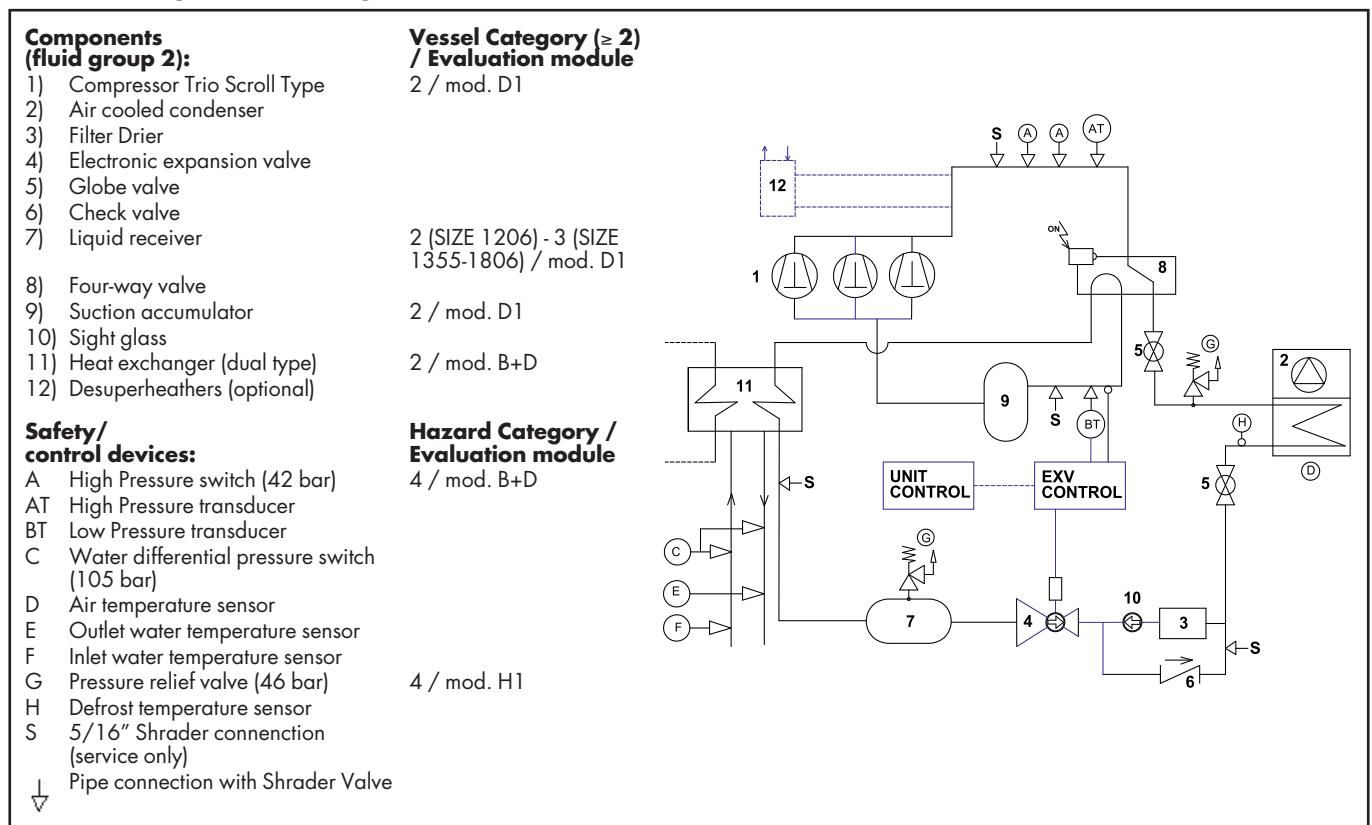 Components
(fluid group 2):
Vessel Category (≥ 2)
/ Evaluation module
1) Compressor Trio Scroll Type 2 / mod. D1
2) Air cooled condenser
3) Filter Drier
4) Electronic expansion valve
5) Globe valve
6) Check valve
7) Liquid receiver 2 (SIZE 1206) - 3 (SIZE
1355-1806) / mod. D1
8) Four-way valve
9) Suction accumulator 2 / mod. D1
10) Sight glass
11) Heat exchanger (dual type) 2 / mod. B+D
12) Desuperheathers (optional)
Safety/
control devices:
Hazard Category /
Evaluation module
A High Pressure switch (42 bar) 4 / mod. B+D
AT High Pressure transducer
BT Low Pressure transducer
C Water differential pressure switch
(105 bar)
D Air temperature sensor
E Outlet water temperature sensor
F Inlet water temperature sensor
G Pressure relief valve (46 bar) 4 / mod. H1
H Defrost temperature sensor
S 5/16” Shrader connenction
(service only)
Pipe connection with Shrader Valve
S A A AT
12
ON
8
1
5
G
2
11
9
H
S
BT
D
S
UNIT
CONTROL
EXV
CONTROL
5
C
G
E
10
7
4
3
F
S
6